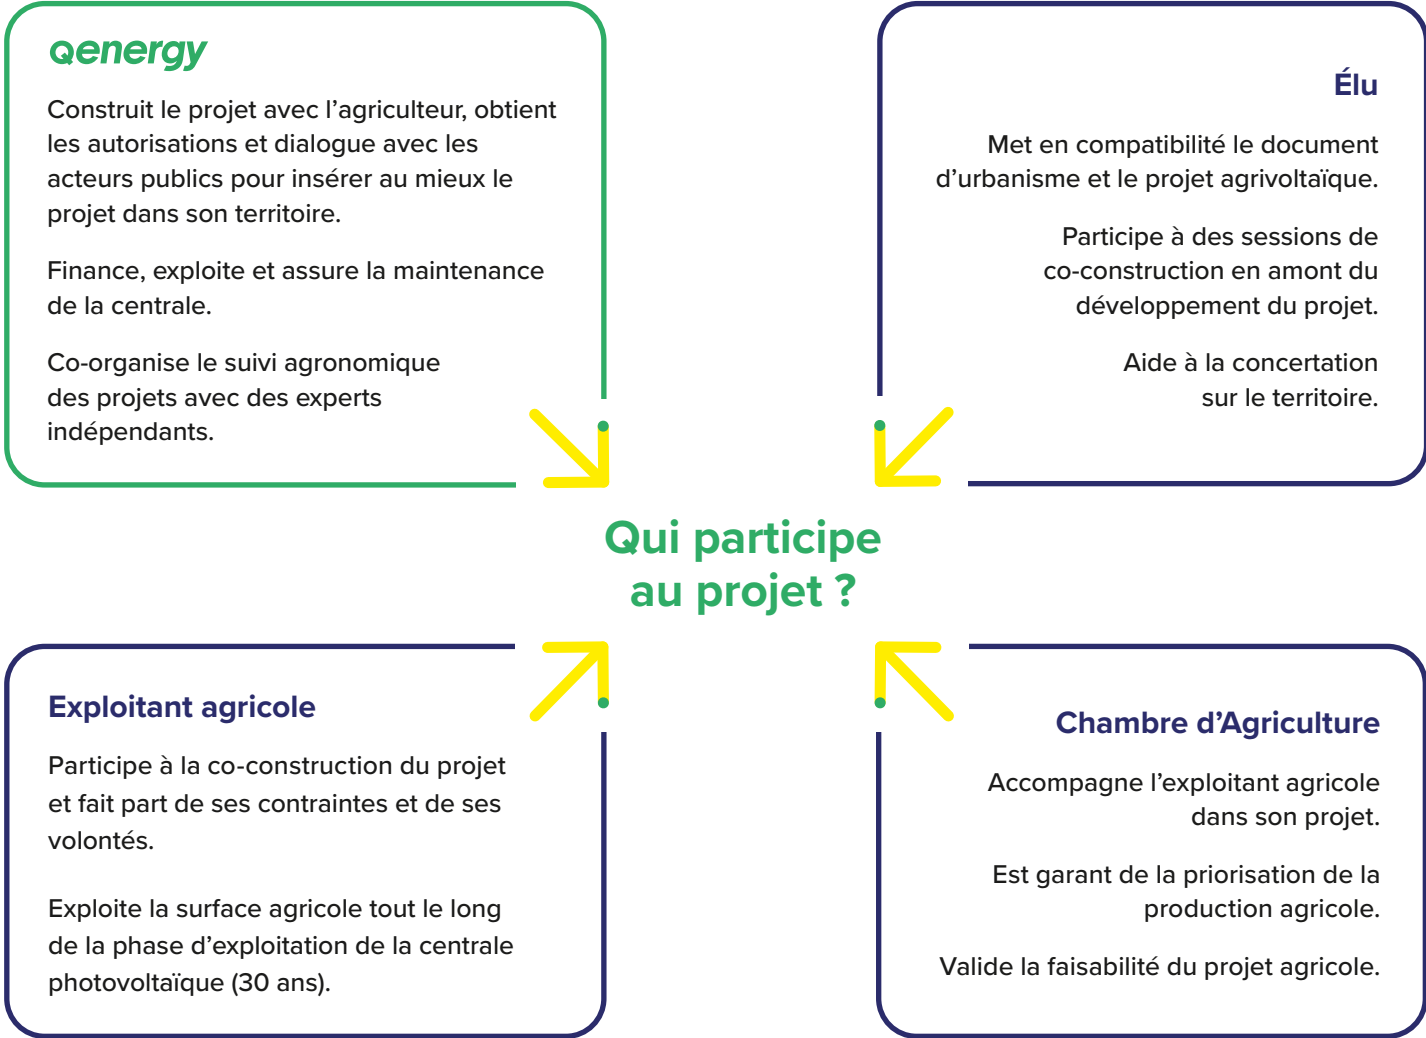 Qenergy
Construit le projet avec l’agriculteur, obtient
les autorisations et dialogue avec les
acteurs publics pour insérer au mieux le
projet dans son territoire.
Finance, exploite et assure la maintenance
de la centrale.
Co-organise le suivi agronomique
des projets avec des experts
indépendants.
Élu
Met en compatibilité le document
d’urbanisme et le projet agrivoltaïque.
Participe à des sessions de
co-construction en amont du
développement du projet.
Aide à la concertation
sur le territoire.
Qui participe
au projet ?
Exploitant agricole
Participe à la co-construction du projet
et fait part de ses contraintes et de ses
volontés.
Exploite la surface agricole tout le long
de la phase d’exploitation de la centrale
photovoltaïque (30 ans).
Chambre d’Agriculture
Accompagne l’exploitant agricole
dans son projet.
Est garant de la priorisation de la
production agricole.
Valide la faisabilité du projet agricole.